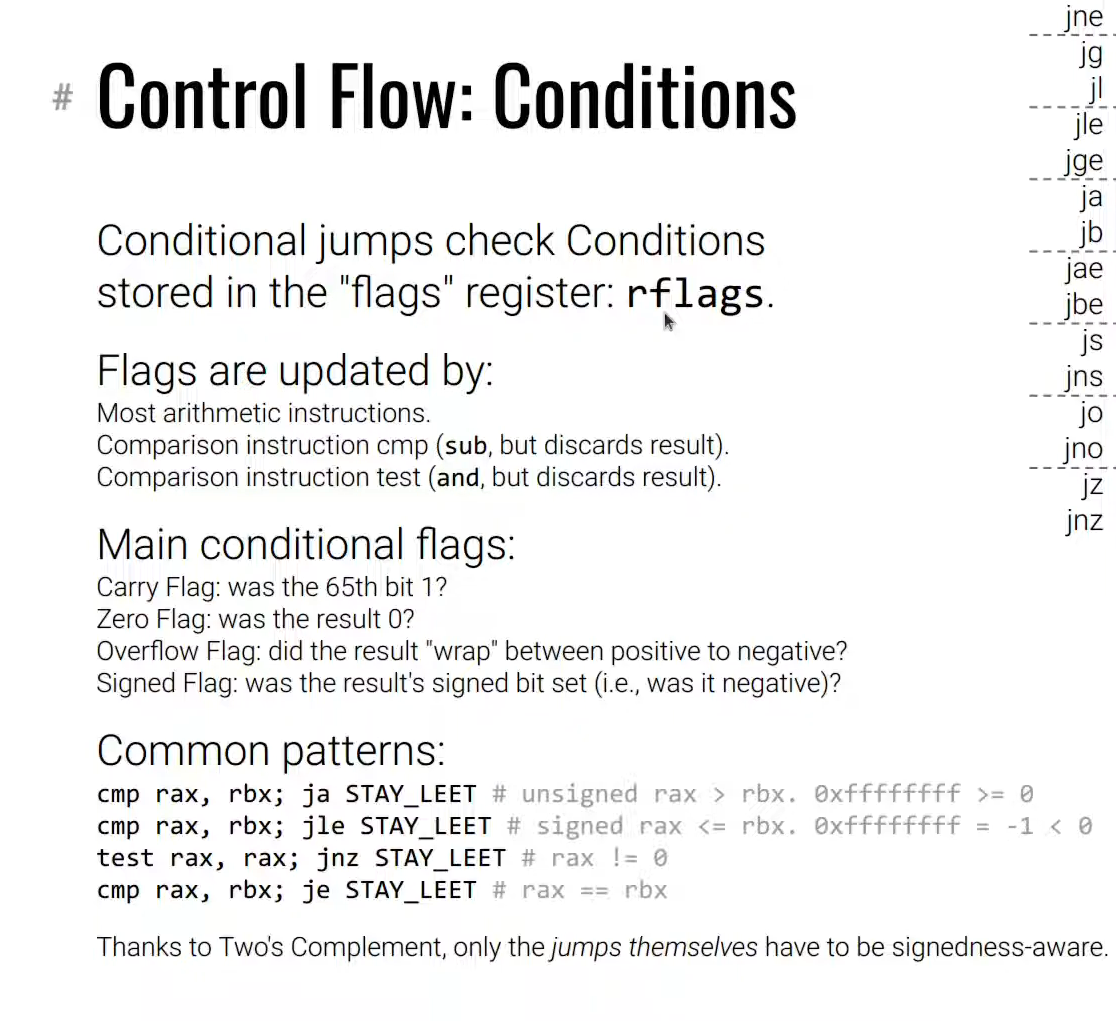 # Control Flow: Conditions
Conditional jumps check Conditions
stored in the "flags" register: rflags.
Flags are updated by:
Most arithmetic instructions.
Comparison instruction cmp (sub, but discards result).
Comparison instruction test (and, but discards result).
Main conditional flags:
Carry Flag: was the 65th bit 1?
Zero Flag: was the result 0?
Overflow Flag: did the result "wrap" between positive to negative?
Signed Flag: was the result's signed bit set (i.e., was it negative)?
Common patterns:
cmp rax, rbx; ja STAY_LEET # unsigned rax > rbx. 0xffffffff >= 0
cmp rax, rbx; jle STAY_LEET # signed rax <= rbx. 0xffffffff = -1 < 0
test rax, rax; jnz STAY_LEET # rax != 0
cmp rax, rbx; je STAY_LEET # rax == rbx
Thanks to Two's Complement, only the jumps themselves have to be signedness-aware.
jne
jg
jl
jle
jge
ja
jb
jae
jbe
js
jns
jo
jno
jz
jnz